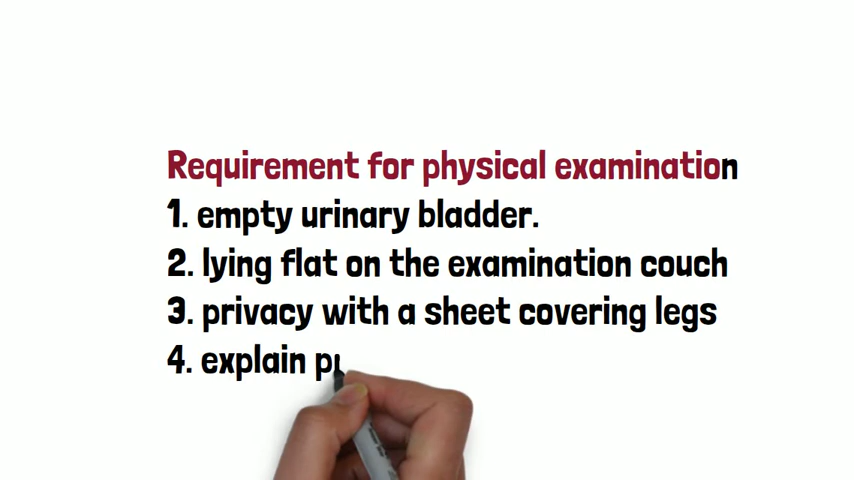 Requirement for physical examination
1. empty urinary bladder.
2. lying flat on the examination couch
3. privacy with a sheet covering legs
4. explain